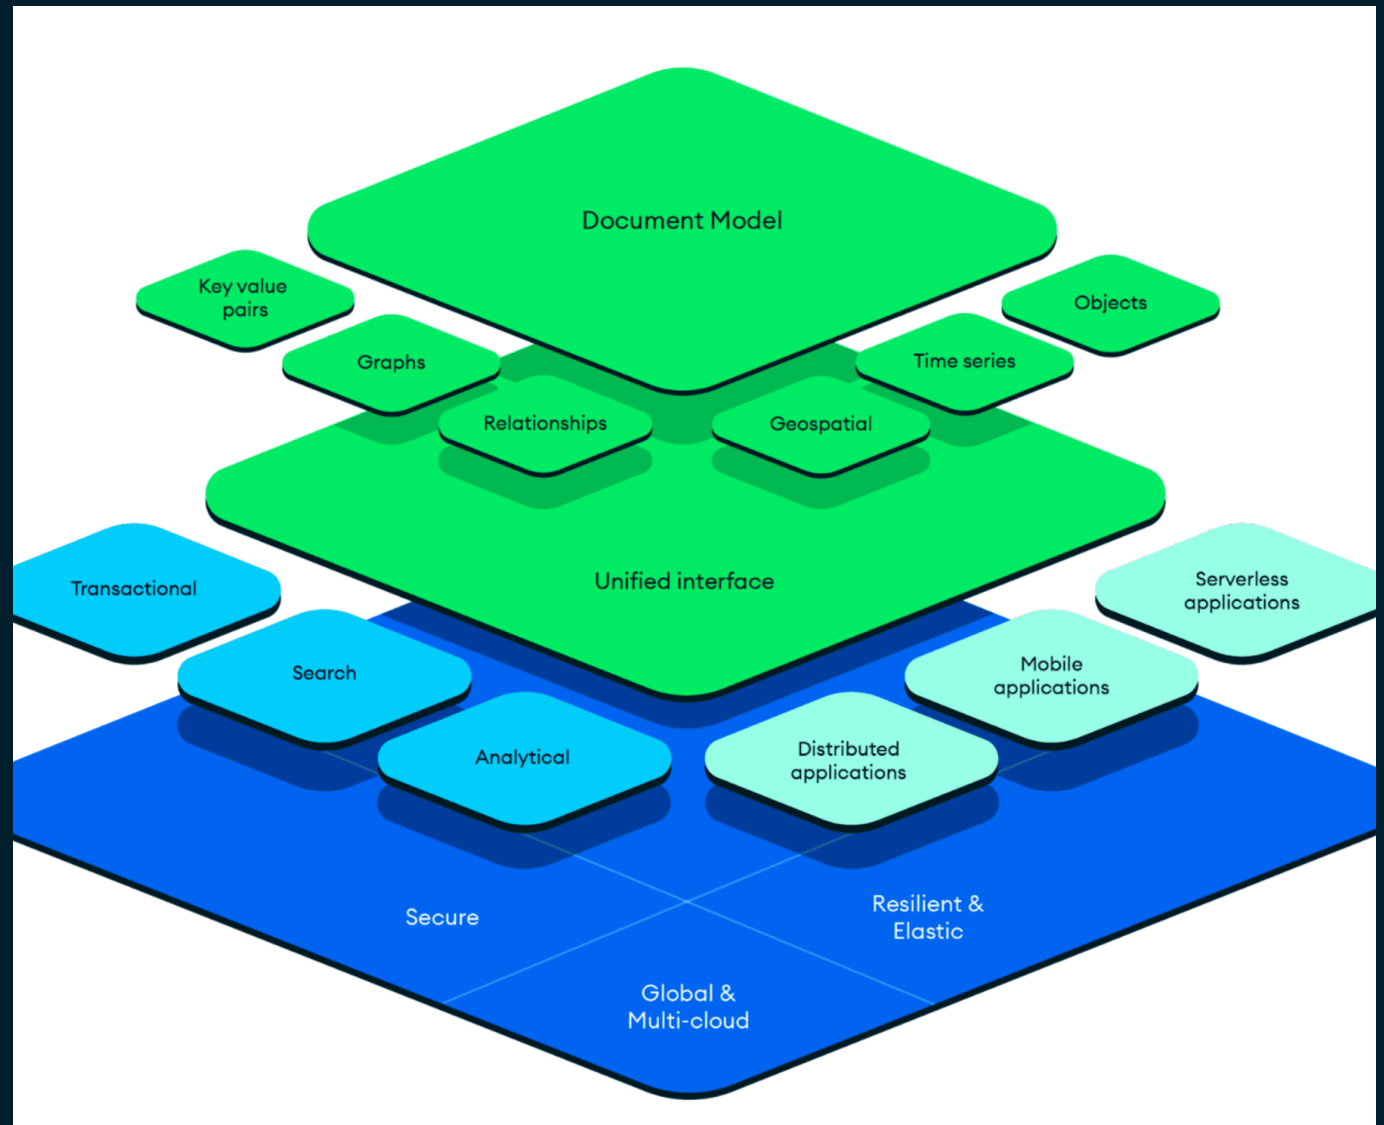 Document Model
Key value
pairs
Objects
Graphs
Time series
Relationships
Geospatial
Unified interface
Transactional
Serverless
applications
Search
Mobile
applications
Analytical
Distributed
applications
Secure
Resilient &
Elastic
Global &
Multi-cloud